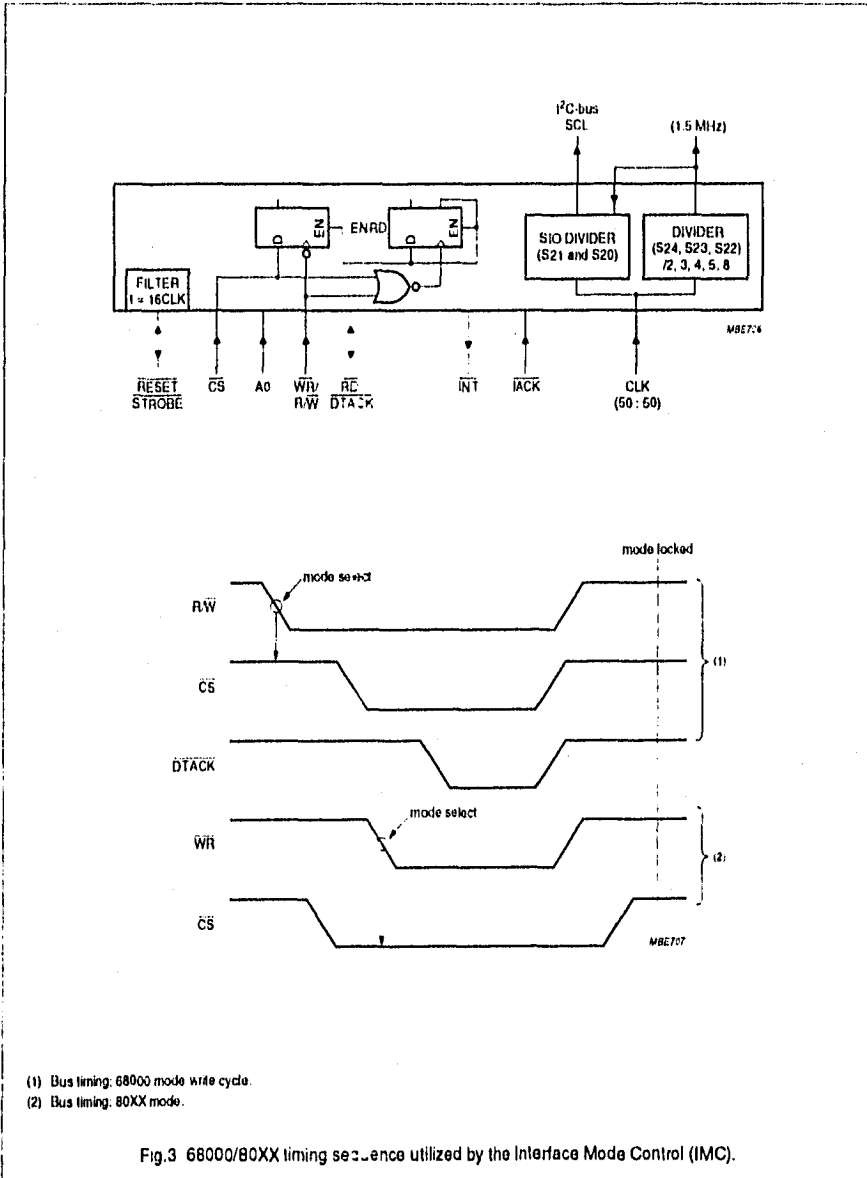 I²C-bus
SCL
(1.5 MHz)
EN
D
ENRD
EN
D
SIO DIVIDER
(S21 and S20)
DIVIDER
(S24, S23, S22)
/2, 3, 4, 5, 8
FILTER
t = 16CLK
RESET
STROBE
CS
A0
WR/
R/W
RD
DTACK
INT
IACK
CLK
(50 : 50)
mode locked
mode select
R/W
CS
(1)
DTACK
mode select
WR
(2)
CS
MBE707
(1) Bus timing; 68000 mode write cycle.
(2) Bus timing; 80XX mode.
Fig.3 68000/80XX timing sequence utilized by the Interface Mode Control (IMC).